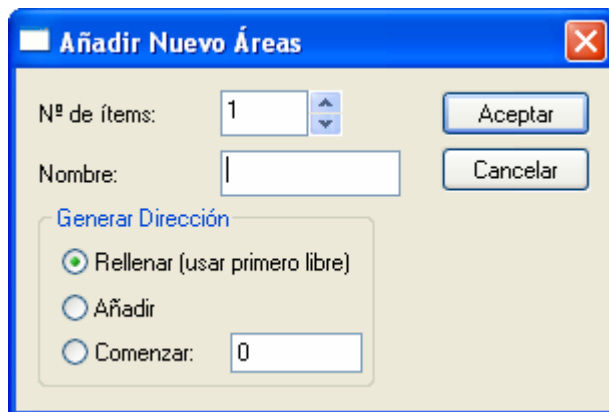 Añadir Nuevo Áreas
Nº de ítems: 1 Aceptar
Nombre: Cancelar
Generar Dirección
Rellenar (usar primero libre)
Añadir
Comenzar: 0